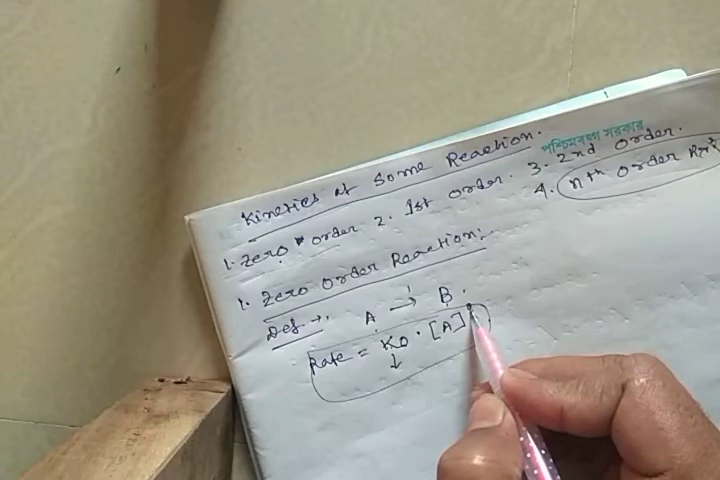 Kinetics of Some Reaction.
পশ্চিমবঙ্গ সরকার
1. Zero order 2. 1st order. 3. 2nd order.
4. nth order Rxn
1. Zero order Reaction:
Def →. A → B.
Rate = K0 · [A]